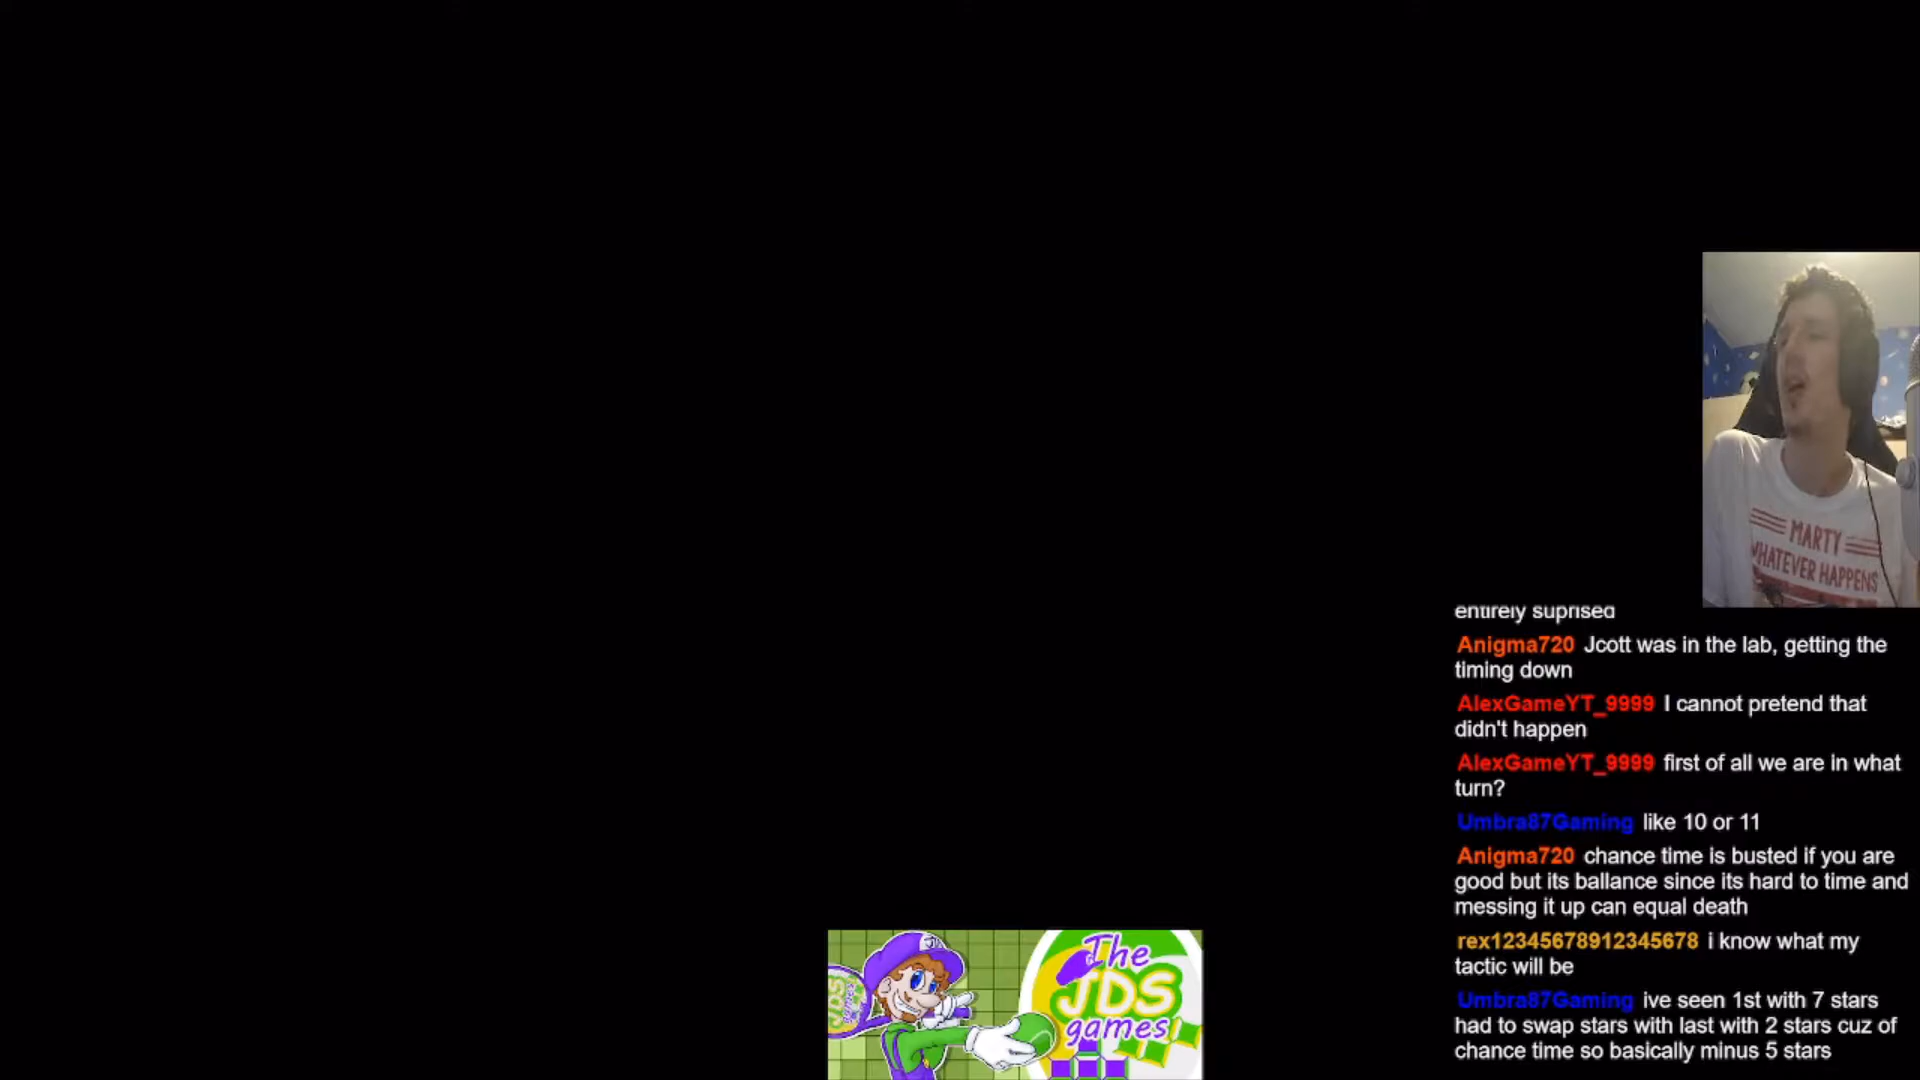 MARTY
WHATEVER HAPPENS
entirely suprised
Anigma720 Jcott was in the lab, getting the
timing down
AlexGameYT_9999 I cannot pretend that
didn't happen
AlexGameYT_9999 first of all we are in what
turn?
Umbra87Gaming like 10 or 11
Anigma720 chance time is busted if you are
good but its ballance since its hard to time and
messing it up can equal death
rex12345678912345678 i know what my
tactic will be
Umbra87Gaming ive seen 1st with 7 stars
had to swap stars with last with 2 stars cuz of
chance time so basically minus 5 stars
JDS
The
JDS
games